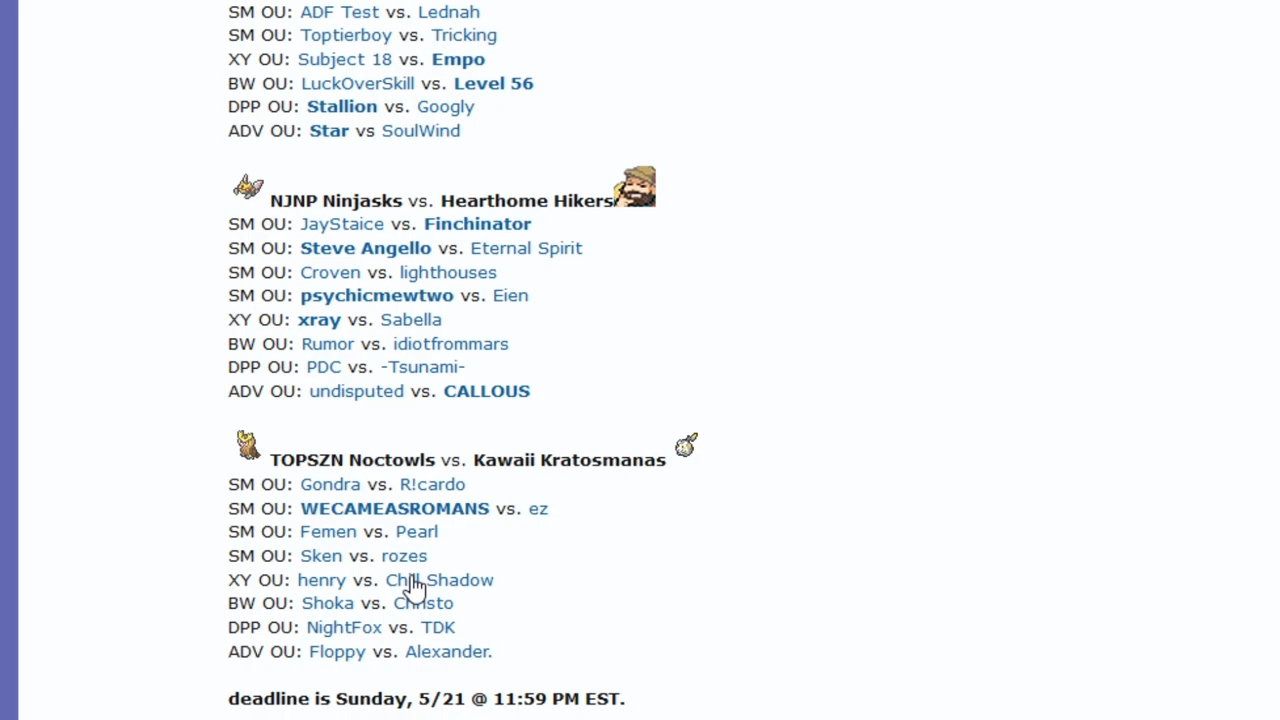 SM OU: ADF Test vs. Lednah
SM OU: Toptierboy vs. Tricking
XY OU: Subject 18 vs. Empo
BW OU: LuckOverSkill vs. Level 56
DPP OU: Stallion vs. Googly
ADV OU: Star vs SoulWind
NJNP Ninjasks vs. Hearthome Hikers
SM OU: JayStaice vs. Finchinator
SM OU: Steve Angello vs. Eternal Spirit
SM OU: Croven vs. lighthouses
SM OU: psychicmewtwo vs. Eien
XY OU: xray vs. Sabella
BW OU: Rumor vs. idiotfrommars
DPP OU: PDC vs. -Tsunami-
ADV OU: undisputed vs. CALLOUS
TOPSZN Noctowls vs. Kawaii Kratosmanas
SM OU: Gondra vs. R!cardo
SM OU: WECAMEASROMANS vs. ez
SM OU: Femen vs. Pearl
SM OU: Sken vs. rozes
XY OU: henry vs. Chill Shadow
BW OU: Shoka vs. Christo
DPP OU: NightFox vs. TDK
ADV OU: Floppy vs. Alexander.
deadline is Sunday, 5/21 @ 11:59 PM EST.